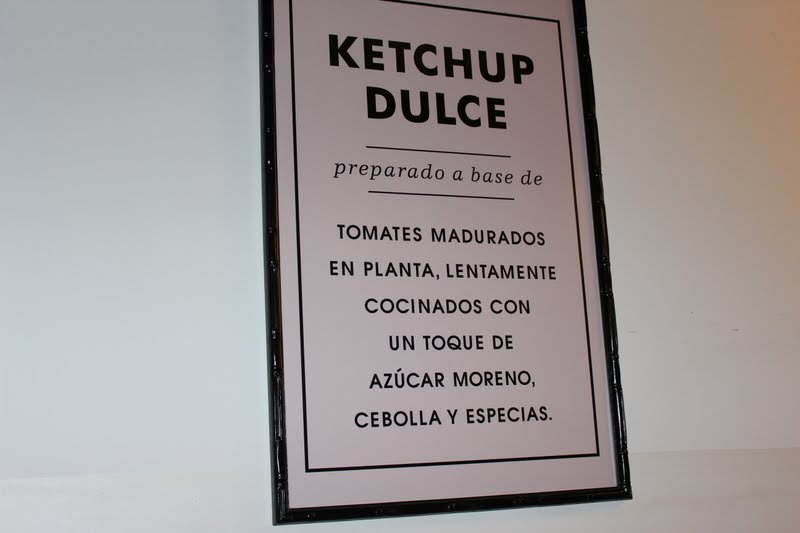 KETCHUP
DULCE
preparado a base de
TOMATES MADURADOS
EN PLANTA, LENTAMENTE
COCINADOS CON
UN TOQUE DE
AZÚCAR MORENO,
CEBOLLA Y ESPECIAS.